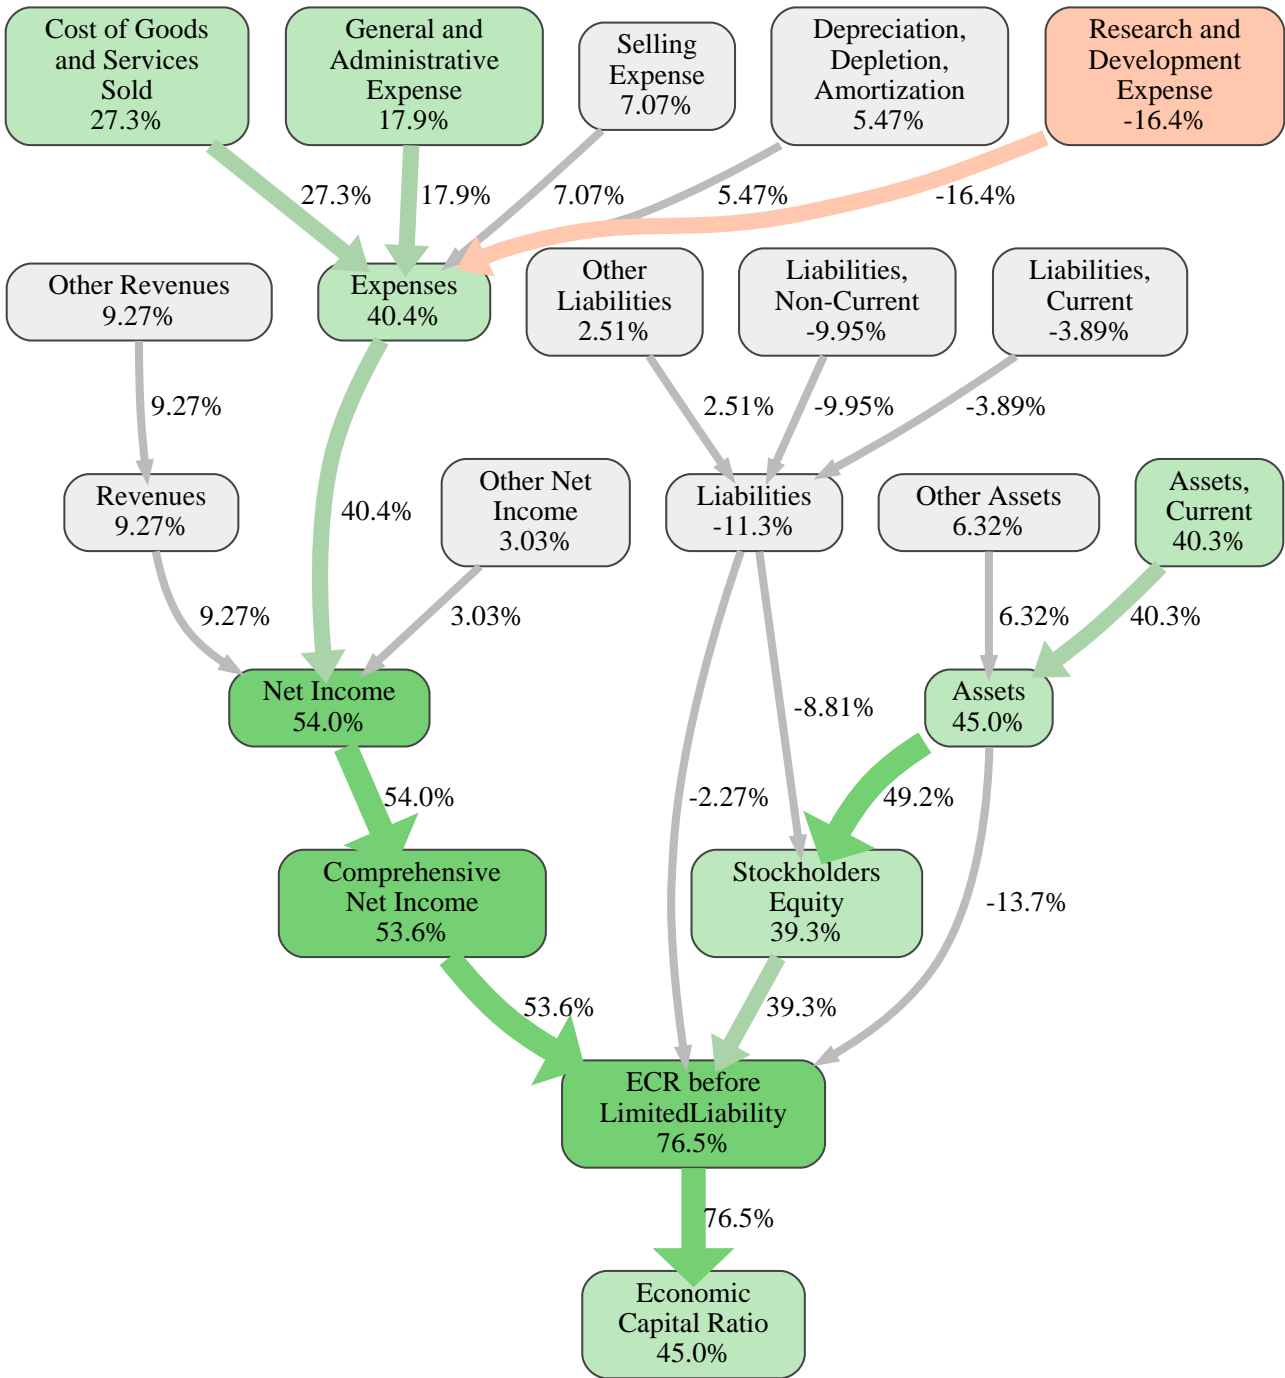 Cost of Goods
and Services
Sold
27.3%
General and
Administrative
Expense
17.9%
Selling
Expense
7.07%
Depreciation,
Depletion,
Amortization
5.47%
Research and
Development
Expense
-16.4%
27.3%
17.9%
7.07%
5.47%
-16.4%
Other Revenues
9.27%
Expenses
40.4%
Other
Liabilities
2.51%
Liabilities,
Non-Current
-9.95%
Liabilities,
Current
-3.89%
9.27%
2.51%
-9.95%
-3.89%
Revenues
9.27%
40.4%
Other Net
Income
3.03%
Liabilities
-11.3%
Other Assets
6.32%
Assets,
Current
40.3%
9.27%
3.03%
6.32%
40.3%
Net Income
54.0%
-8.81%
Assets
45.0%
54.0%
-2.27%
49.2%
Comprehensive
Net Income
53.6%
Stockholders
Equity
39.3%
-13.7%
53.6%
39.3%
ECR before
LimitedLiability
76.5%
76.5%
Economic
Capital Ratio
45.0%